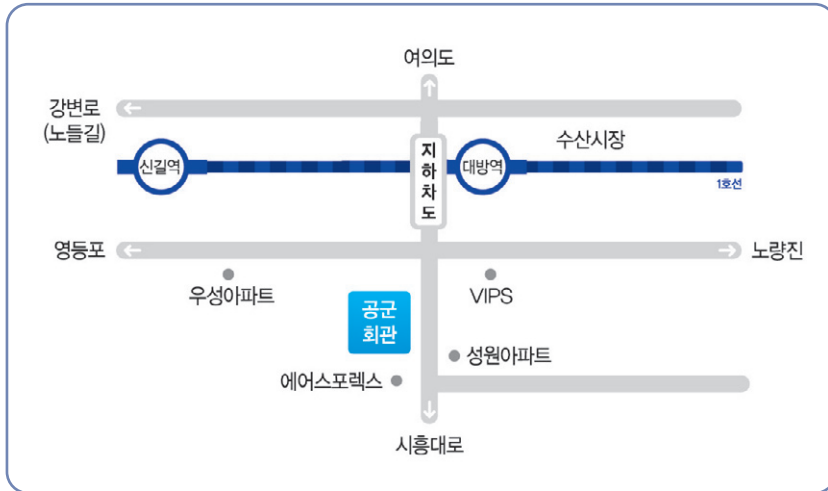 여의도
강변로
(노들길)
수산시장
신길역
지하차도
대방역
1호선
영등포
노량진
우성아파트
VIPS
공군
회관
성원아파트
에어스포렉스
시흥대로